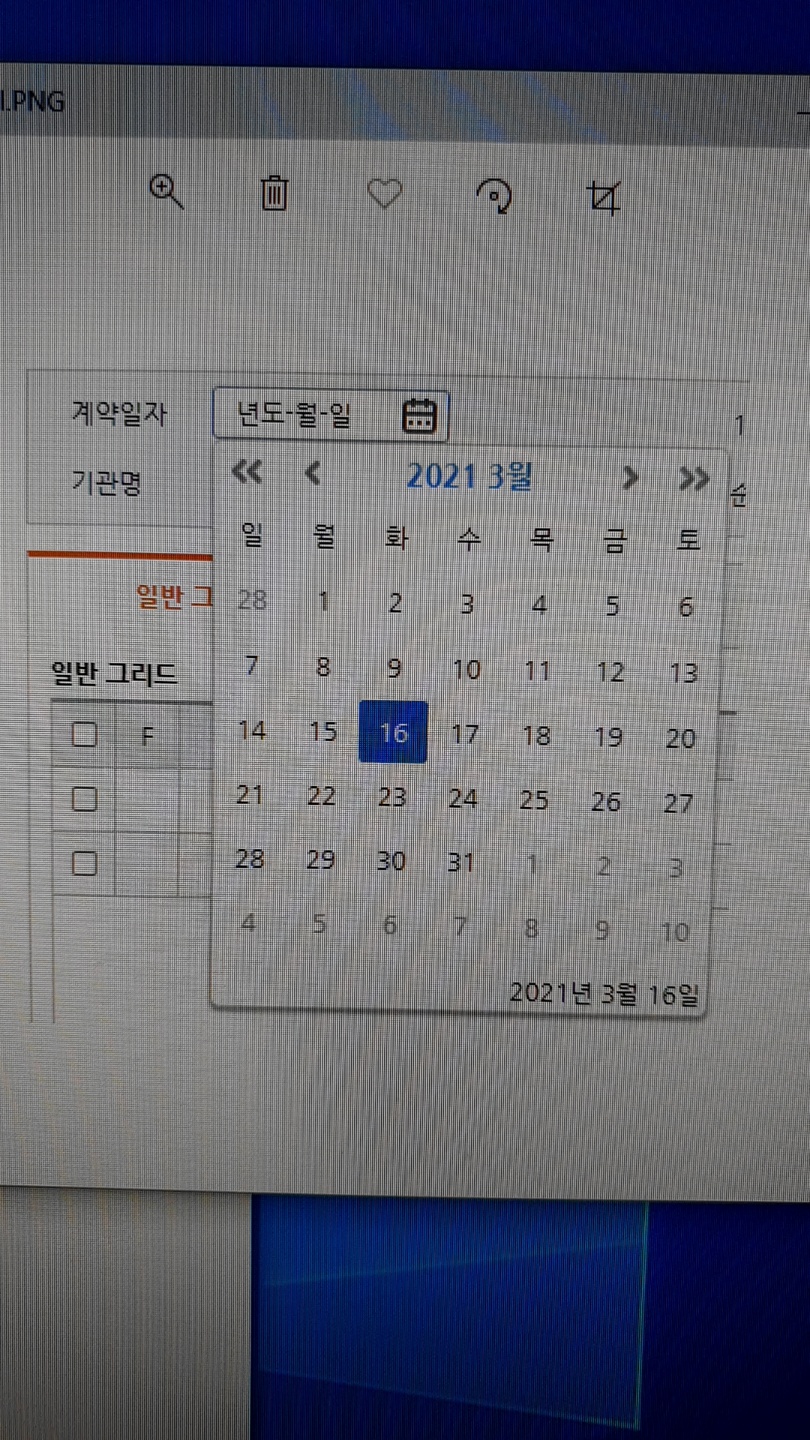 I.PNG
계약일자 년도-월-일 1
기관명 순
2021 3월
일 월 화 수 목 금 토
28 1 2 3 4 5 6
7 8 9 10 11 12 13
14 15 16 17 18 19 20
21 22 23 24 25 26 27
28 29 30 31 1 2 3
4 5 6 7 8 9 10
2021년 3월 16일
일반 그
일반 그리드
F